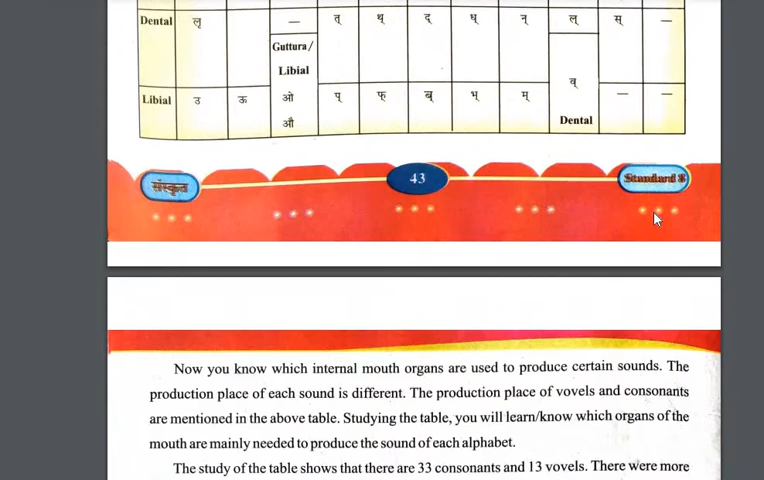 Dental लृ — त् थ् द् ध् न् ल् स् —
Guttura/
Libial
Libial उ ऊ ओ प् फ् ब् भ् म् व् — —
औ Dental
संस्कृत 43 Standard 8
Now you know which internal mouth organs are used to produce certain sounds. The
production place of each sound is different. The production place of vovels and consonants
are mentioned in the above table. Studying the table, you will learn/know which organs of the
mouth are mainly needed to produce the sound of each alphabet.
The study of the table shows that there are 33 consonants and 13 vovels. There were more